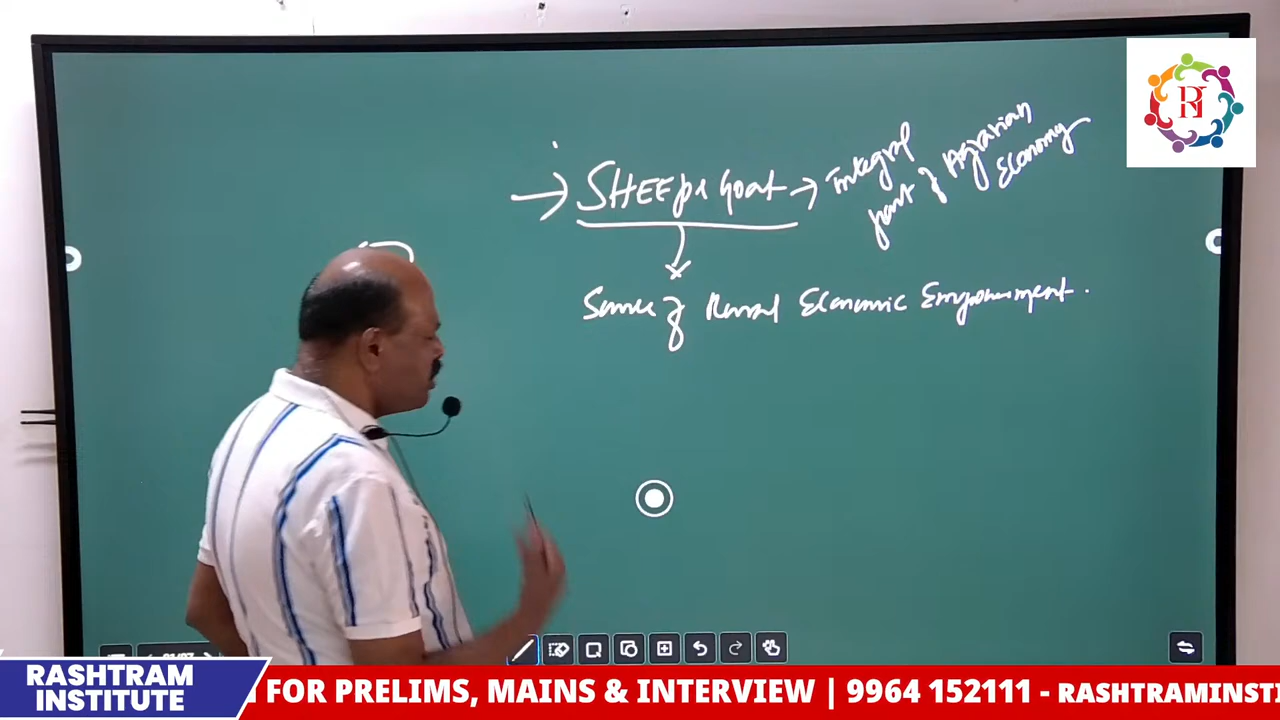 → SHEEP & Goat → Integral part of Agrarian Economy
Source of Rural Economic Empowerment.
RASHTRAM INSTITUTE
FOR PRELIMS, MAINS & INTERVIEW | 9964 152111 - RASHTRAMINSTI